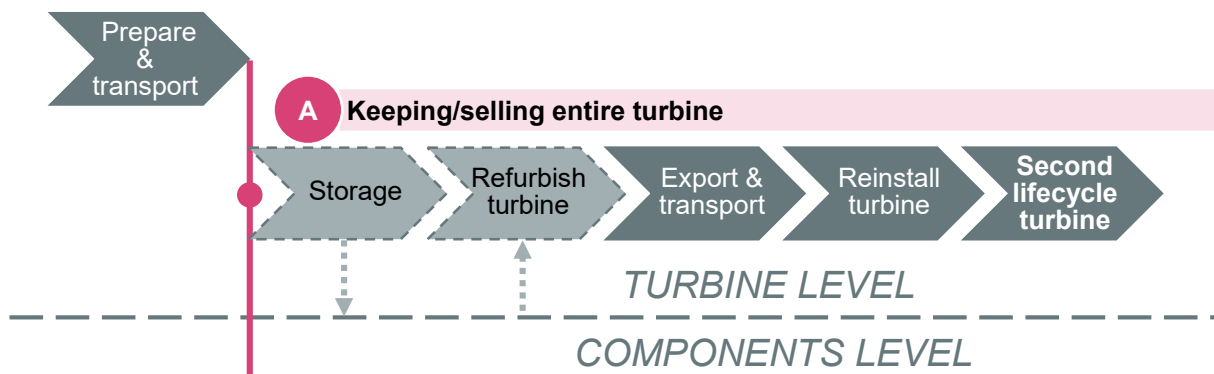 Prepare
&
transport
A
Keeping/selling entire turbine
Storage
Refurbish
turbine
Export &
transport
Reinstall
turbine
Second
lifecycle
turbine
TURBINE LEVEL
COMPONENTS LEVEL